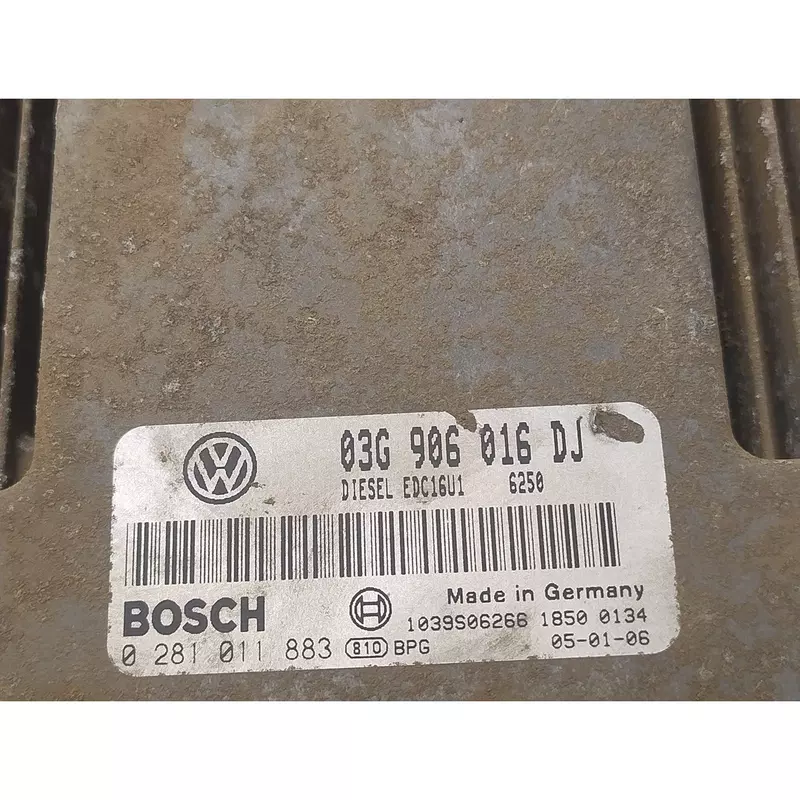 03G 906 016 DJ
DIESEL EDC16U1 6250
Made in Germany
BOSCH
1039S06266 1850 0134
0 281 011 883 810 BPG
05-01-06